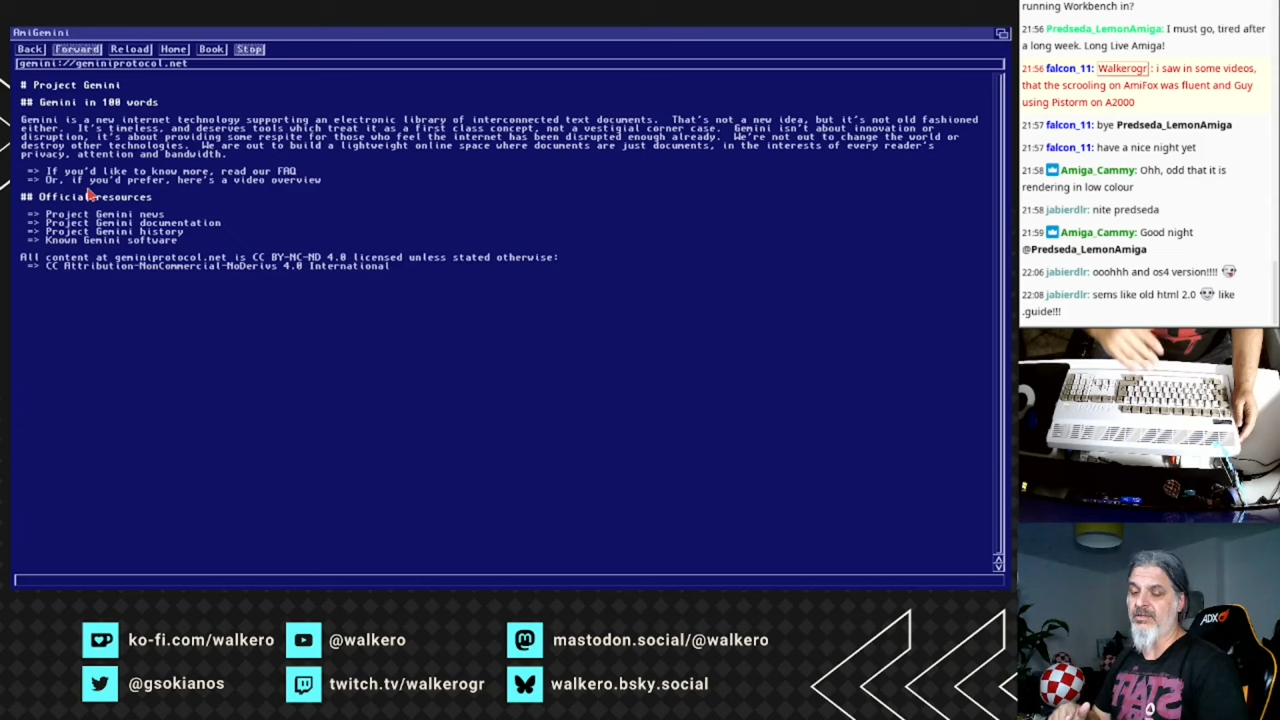 AmiGemini
Back Forward Reload Home Book Stop
gemini://geminiprotocol.net
# Project Gemini
## Gemini in 100 words
Gemini is a new internet technology supporting an electronic library of interconnected text documents.  That's not a new idea, but it's not old fashioned
either.  It's timeless, and deserves tools which treat it as a first class concept, not a vestigial corner case.  Gemini isn't about innovation or
disruption, it's about providing some respite for those who feel the internet has been disrupted enough already.  We're not out to change the world or
destroy other technologies.  We are out to build a lightweight online space where documents are just documents, in the interests of every reader's
privacy, attention and bandwidth.
=> If you'd like to know more, read our FAQ
=> Or, if you'd prefer, here's a video overview
## Official resources
=> Project Gemini news
=> Project Gemini documentation
=> Project Gemini history
=> Known Gemini software
All content at geminiprotocol.net is CC BY-NC-ND 4.0 licensed unless stated otherwise:
=> CC Attribution-NonCommercial-NoDerivs 4.0 International
running Workbench in?
21:56 Predseda_LemonAmiga: I must go, tired after
a long week. Long Live Amiga!
21:56 falcon_11: Walkerogr : i saw in some videos,
that the scrooling on AmiFox was fluent and Guy
using Pistorm on A2000
21:57 falcon_11: bye Predseda_LemonAmiga
21:57 falcon_11: have a nice night yet
21:58 Amiga_Cammy: Ohh, odd that it is
rendering in low colour
21:58 jabierdlr: nite predseda
21:59 Amiga_Cammy: Good night
@Predseda_LemonAmiga
22:06 jabierdlr: ooohhh and os4 version!!!!
22:08 jabierdlr: sems like old html 2.0 like
.guide!!!
ADX
ko-fi.com/walkero
@walkero
mastodon.social/@walkero
@gsokianos
twitch.tv/walkerogr
walkero.bsky.social